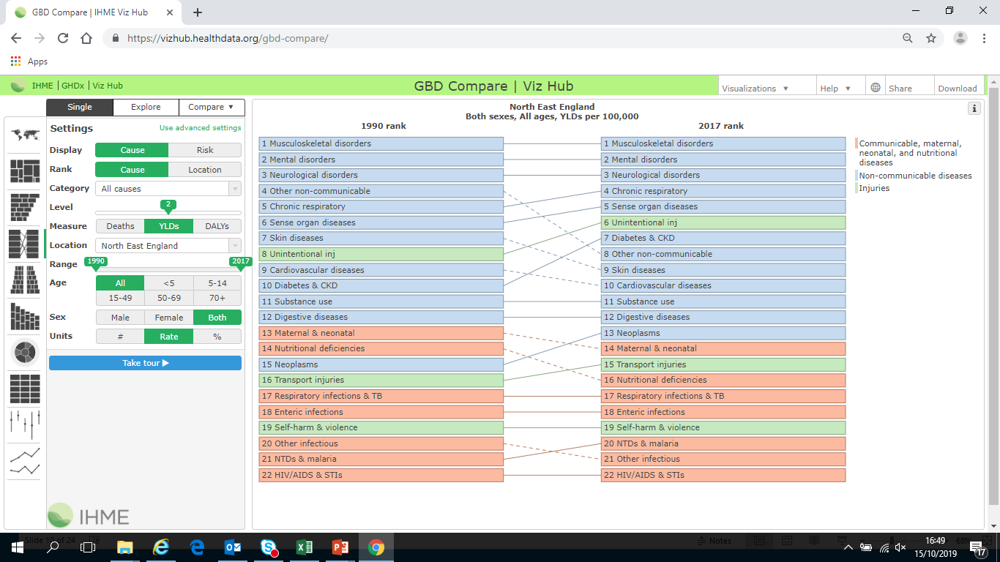 GBD Compare | IHME Viz Hub
https://vizhub.healthdata.org/gbd-compare/
Apps
IHME | GHDx | Viz Hub
GBD Compare | Viz Hub
Visualizations
Help
Share
Download
Single
Explore
Compare
Settings
Use advanced settings
Display
Cause
Risk
Rank
Cause
Location
Category
All causes
Level
2
Measure
Deaths
YLDs
DALYs
Location
North East England
Range
1990
2017
Age
All
<5
5-14
15-49
50-69
70+
Sex
Male
Female
Both
Units
#
Rate
%
Take tour
IHME
North East England
Both sexes, All ages, YLDs per 100,000
1990 rank
1 Musculoskeletal disorders
2 Mental disorders
3 Neurological disorders
4 Other non-communicable
5 Chronic respiratory
6 Sense organ diseases
7 Skin diseases
8 Unintentional inj
9 Cardiovascular diseases
10 Diabetes & CKD
11 Substance use
12 Digestive diseases
13 Maternal & neonatal
14 Nutritional deficiencies
15 Neoplasms
16 Transport injuries
17 Respiratory infections & TB
18 Enteric infections
19 Self-harm & violence
20 Other infectious
21 NTDs & malaria
22 HIV/AIDS & STIs
2017 rank
1 Musculoskeletal disorders
2 Mental disorders
3 Neurological disorders
4 Chronic respiratory
5 Sense organ diseases
6 Unintentional inj
7 Diabetes & CKD
8 Other non-communicable
9 Skin diseases
10 Cardiovascular diseases
11 Substance use
12 Digestive diseases
13 Neoplasms
14 Maternal & neonatal
15 Transport injuries
16 Nutritional deficiencies
17 Respiratory infections & TB
18 Enteric infections
19 Self-harm & violence
20 NTDs & malaria
21 Other infectious
22 HIV/AIDS & STIs
Communicable, maternal,
neonatal, and nutritional
diseases
Non-communicable diseases
Injuries
Slide 10 of 24
Notes
68%
16:49
15/10/2019
17